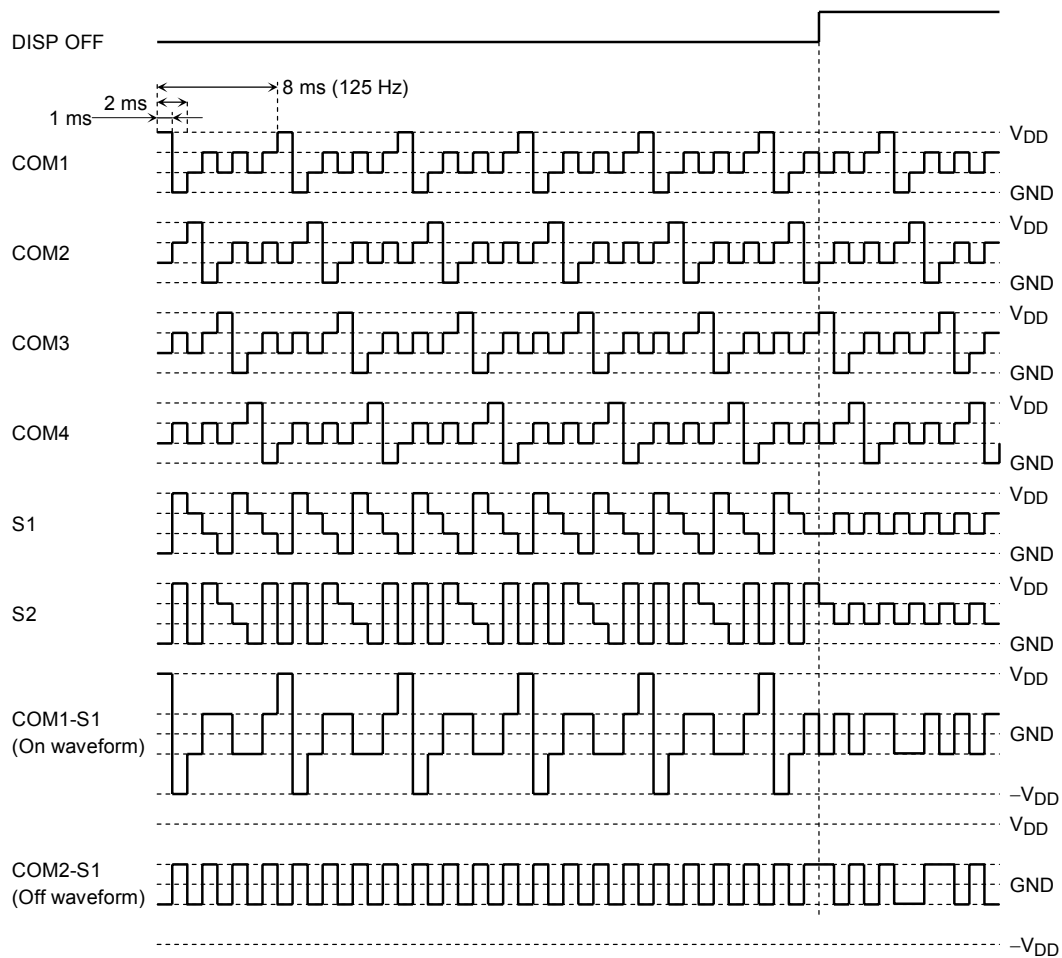 DISP OFF
8 ms (125 Hz)
2 ms
1 ms
COM1
VDD
GND
COM2
VDD
GND
COM3
VDD
GND
COM4
VDD
GND
S1
VDD
GND
S2
VDD
GND
COM1-S1
(On waveform)
VDD
GND
−VDD
COM2-S1
(Off waveform)
VDD
GND
−VDD